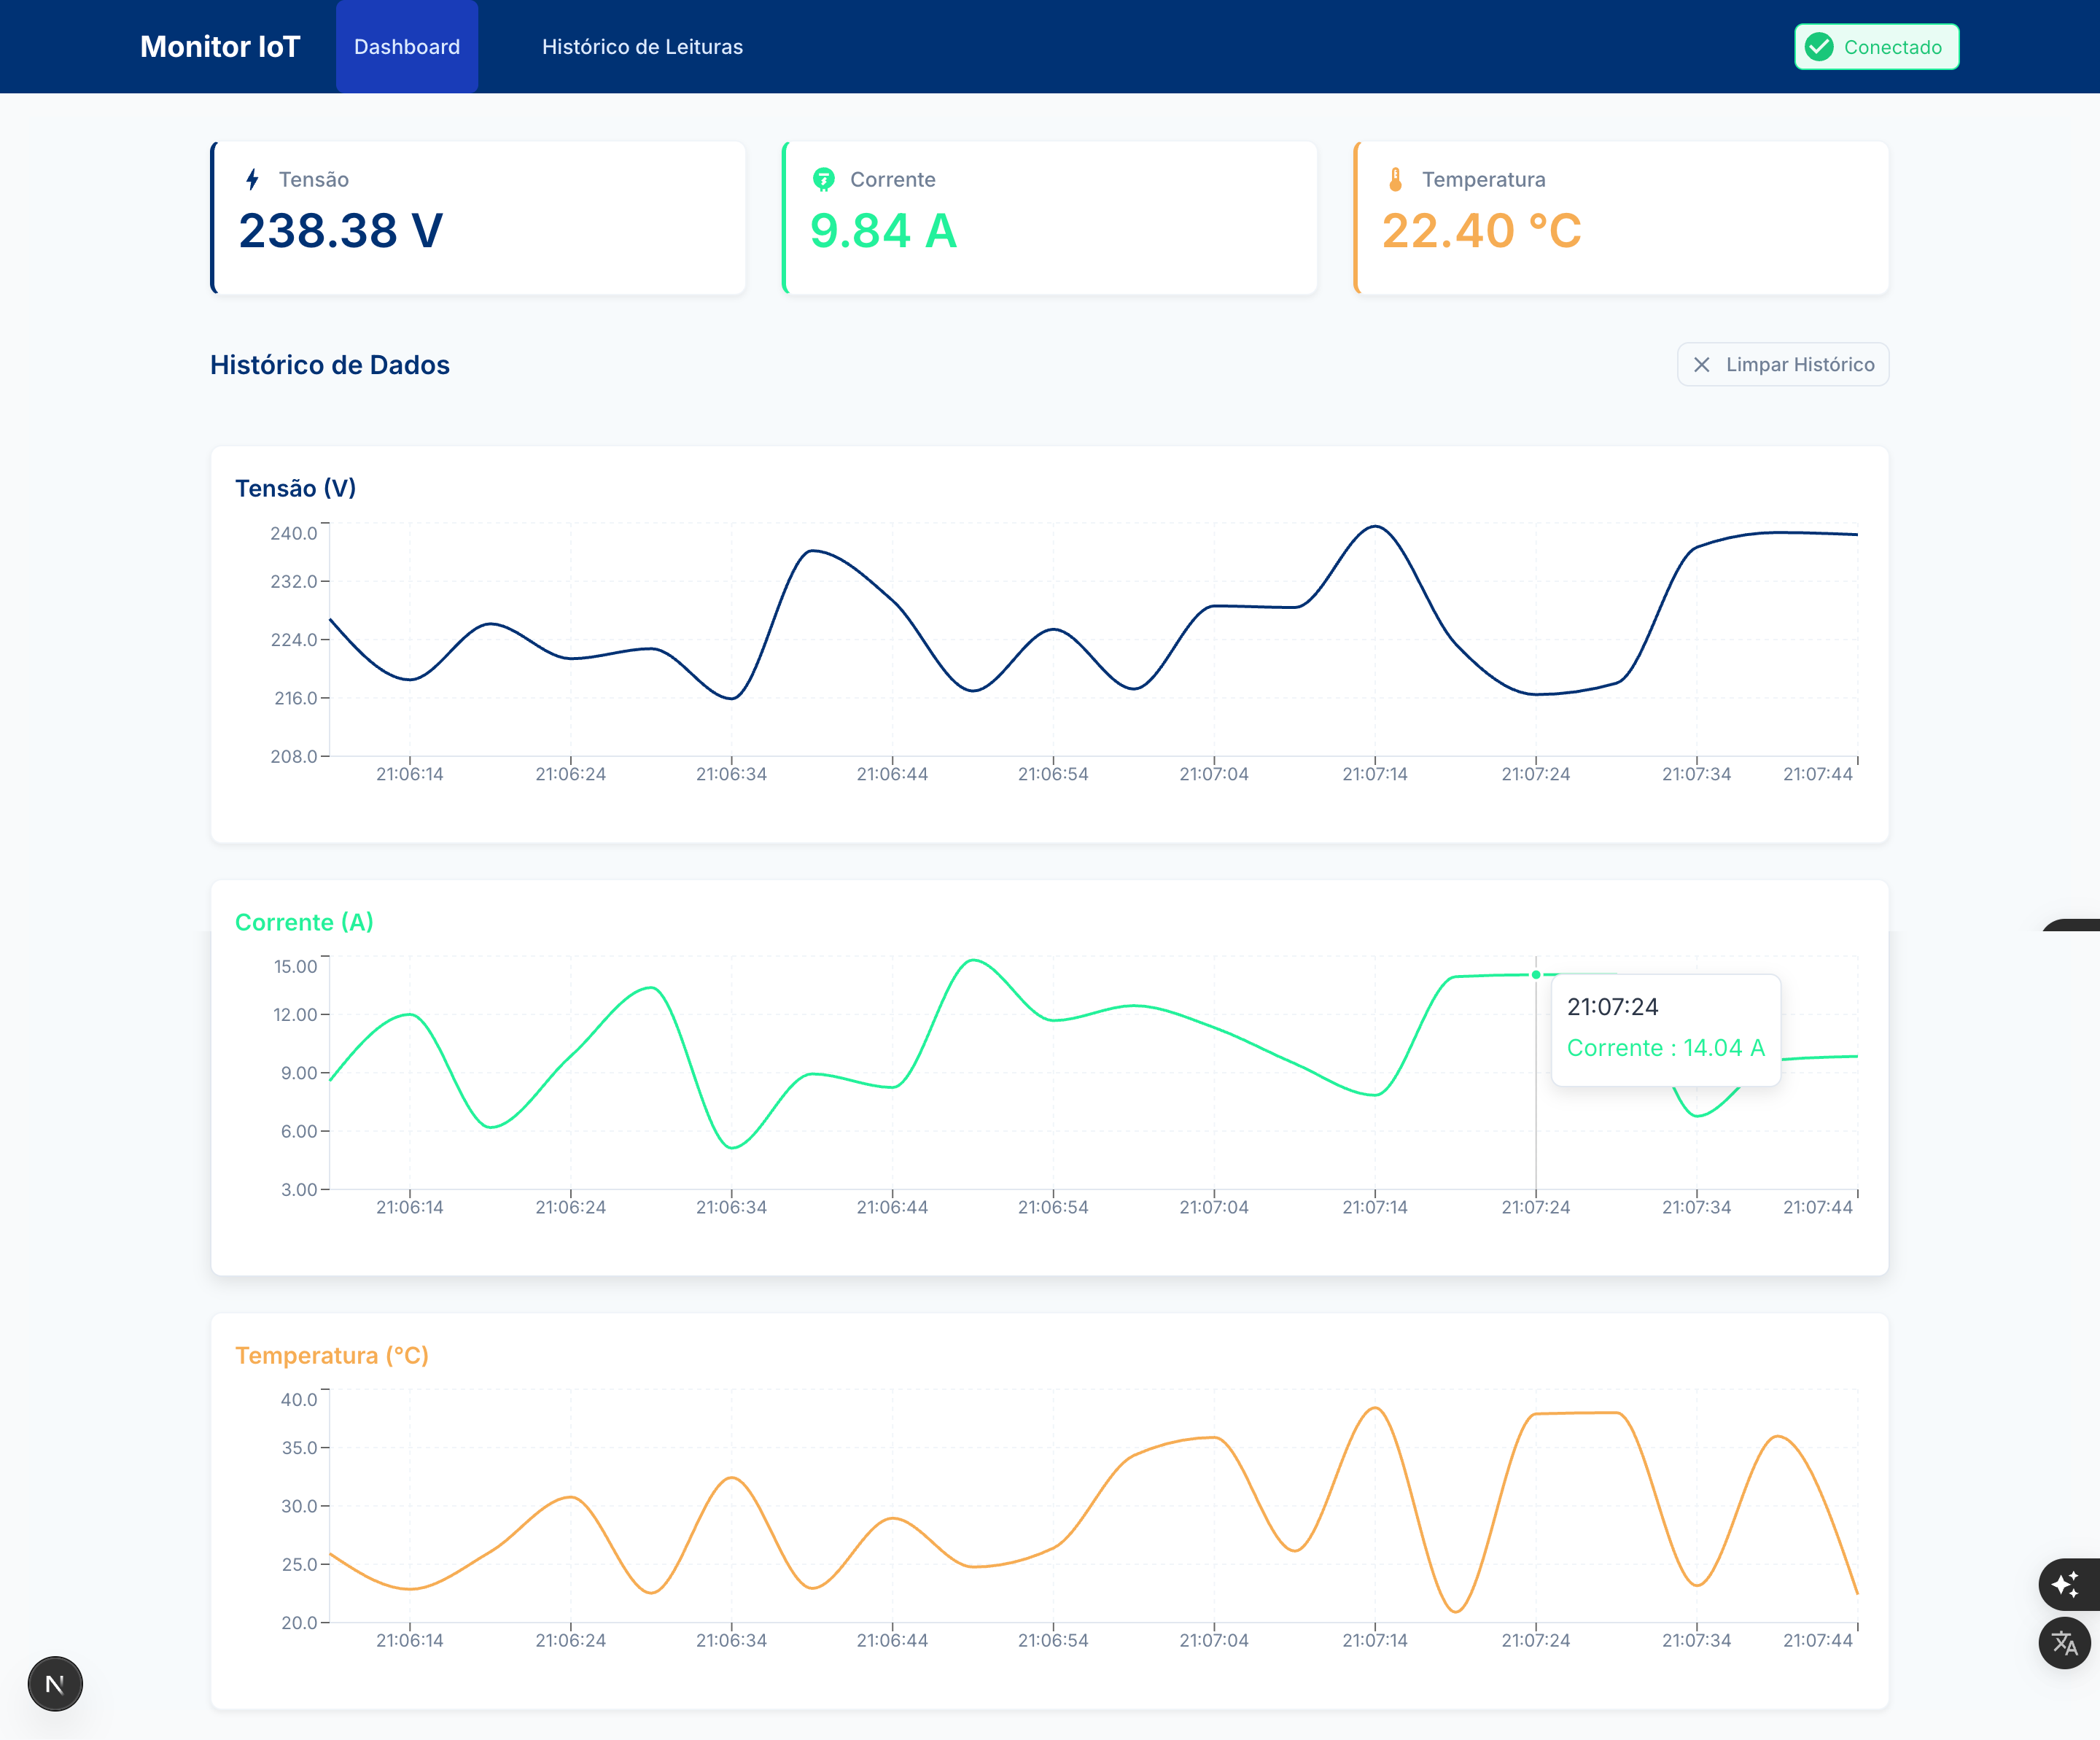 Monitor IoT Dashboard Histórico de Leituras Conectado
Tensão
238.38 V
Corrente
9.84 A
Temperatura
22.40 °C
Histórico de Dados
Limpar Histórico
Tensão (V)
240.0
232.0
224.0
216.0
208.0
21:06:14 21:06:24 21:06:34 21:06:44 21:06:54 21:07:04 21:07:14 21:07:24 21:07:34 21:07:44
Corrente (A)
15.00
12.00
9.00
6.00
3.00
21:07:24
Corrente : 14.04 A
21:06:14 21:06:24 21:06:34 21:06:44 21:06:54 21:07:04 21:07:14 21:07:24 21:07:34 21:07:44
Temperatura (°C)
40.0
35.0
30.0
25.0
20.0
21:06:14 21:06:24 21:06:34 21:06:44 21:06:54 21:07:04 21:07:14 21:07:24 21:07:34 21:07:44
N